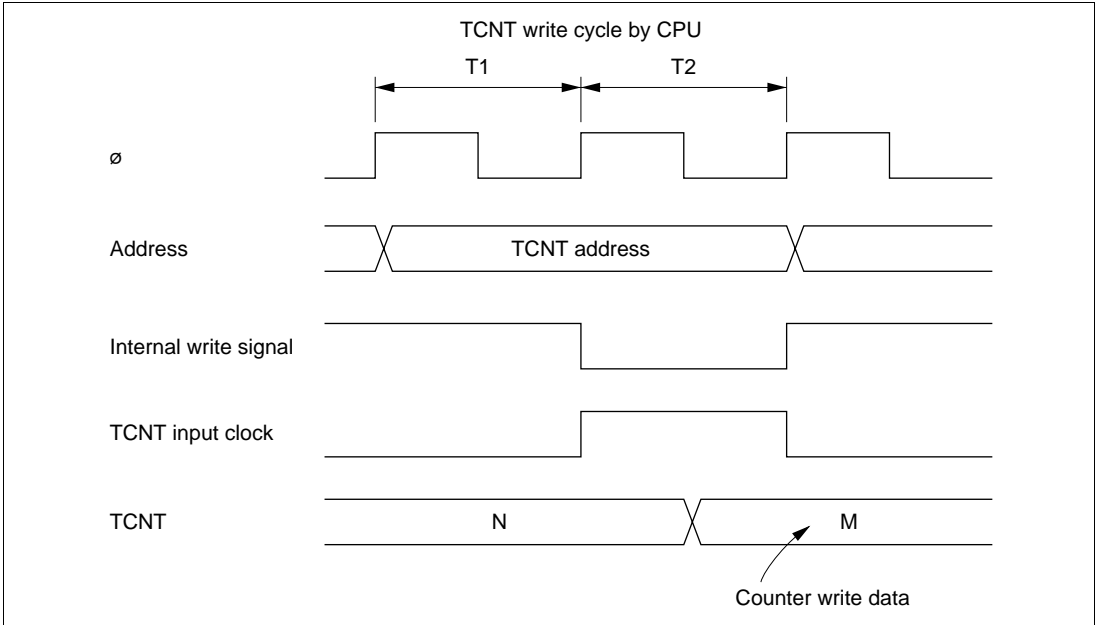 TCNT write cycle by CPU
T1 T2
ø
Address TCNT address
Internal write signal
TCNT input clock
TCNT N M
Counter write data